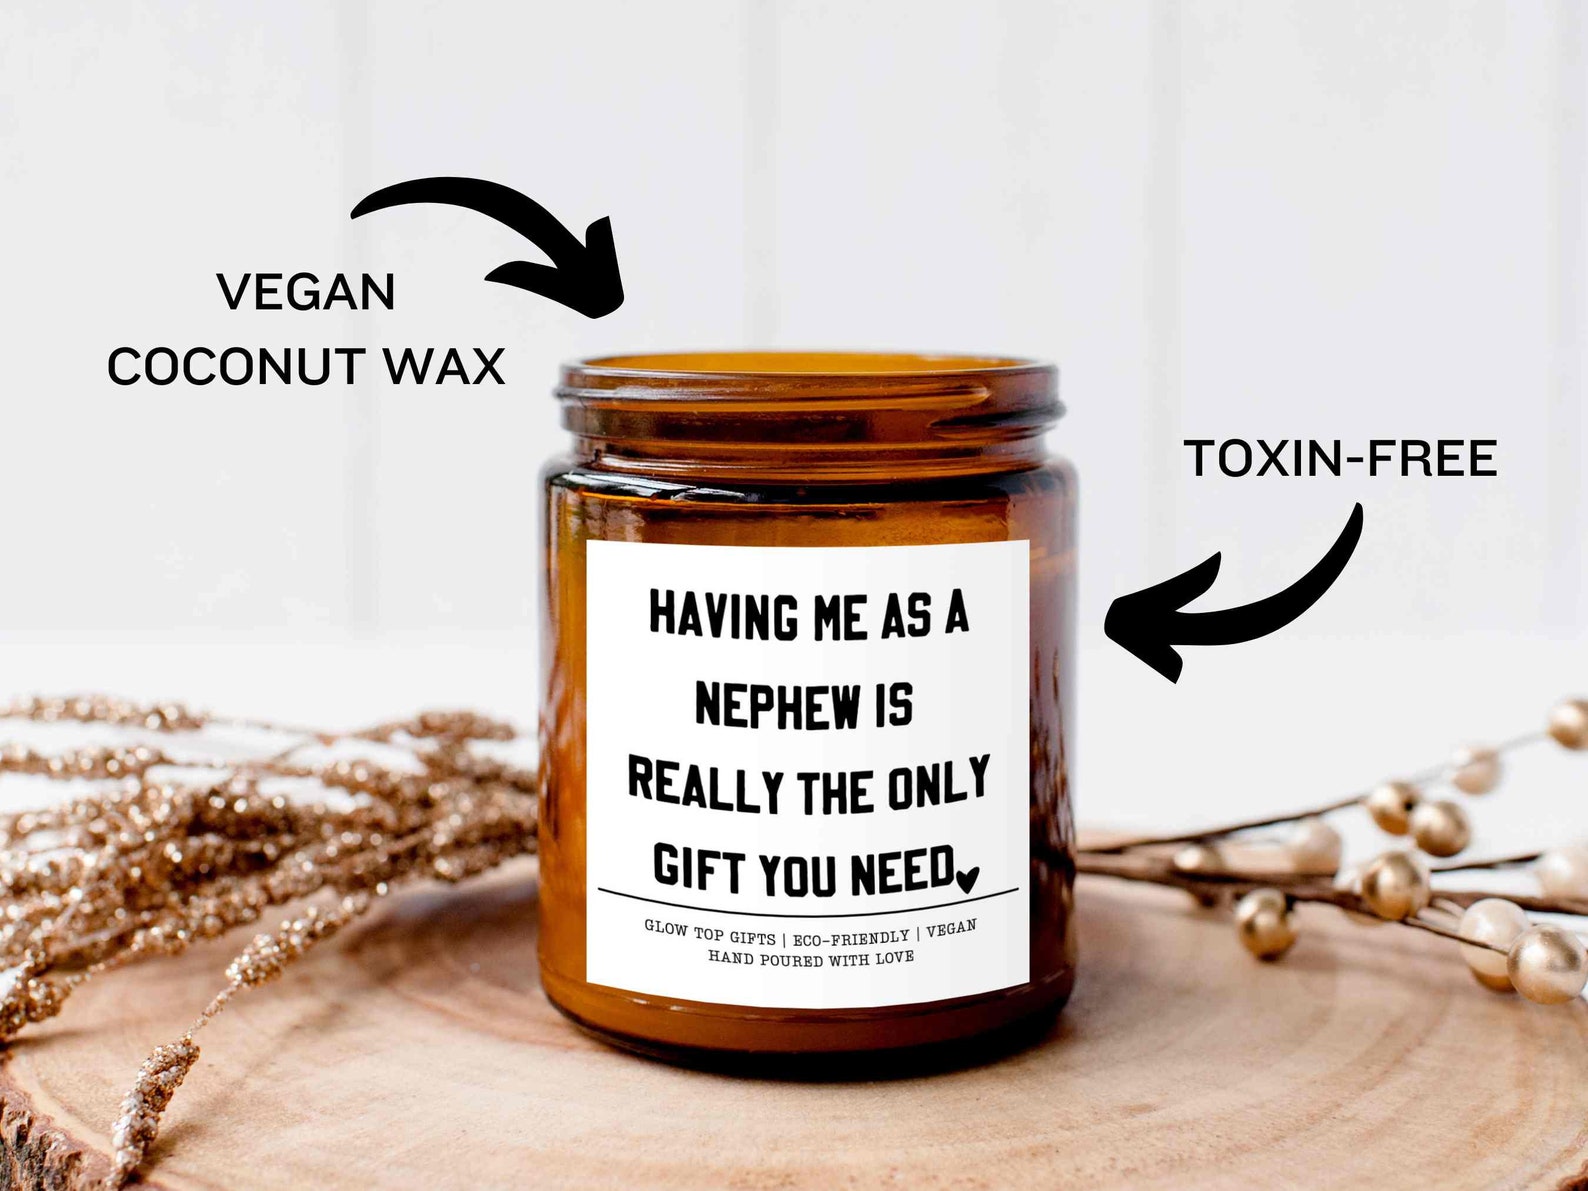 VEGAN
COCONUT WAX
TOXIN-FREE
HAVING ME AS A
NEPHEW IS
REALLY THE ONLY
GIFT YOU NEED
GLOW TOP GIFTS | ECO-FRIENDLY | VEGAN
HAND POURED WITH LOVE